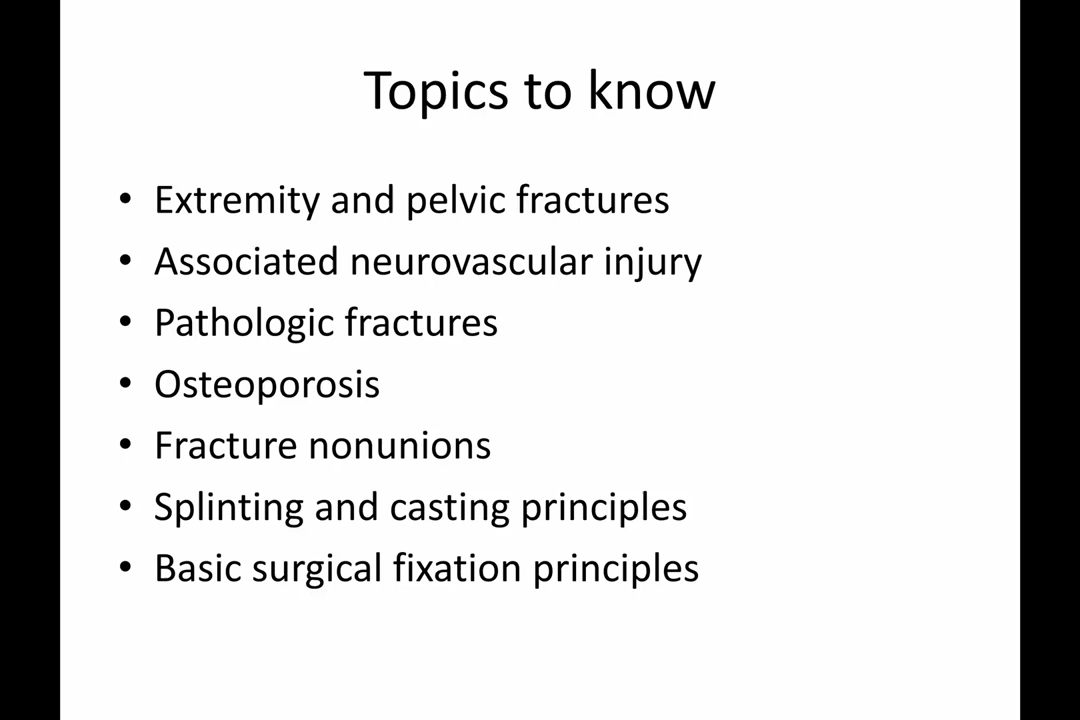 Topics to know
• Extremity and pelvic fractures
• Associated neurovascular injury
• Pathologic fractures
• Osteoporosis
• Fracture nonunions
• Splinting and casting principles
• Basic surgical fixation principles